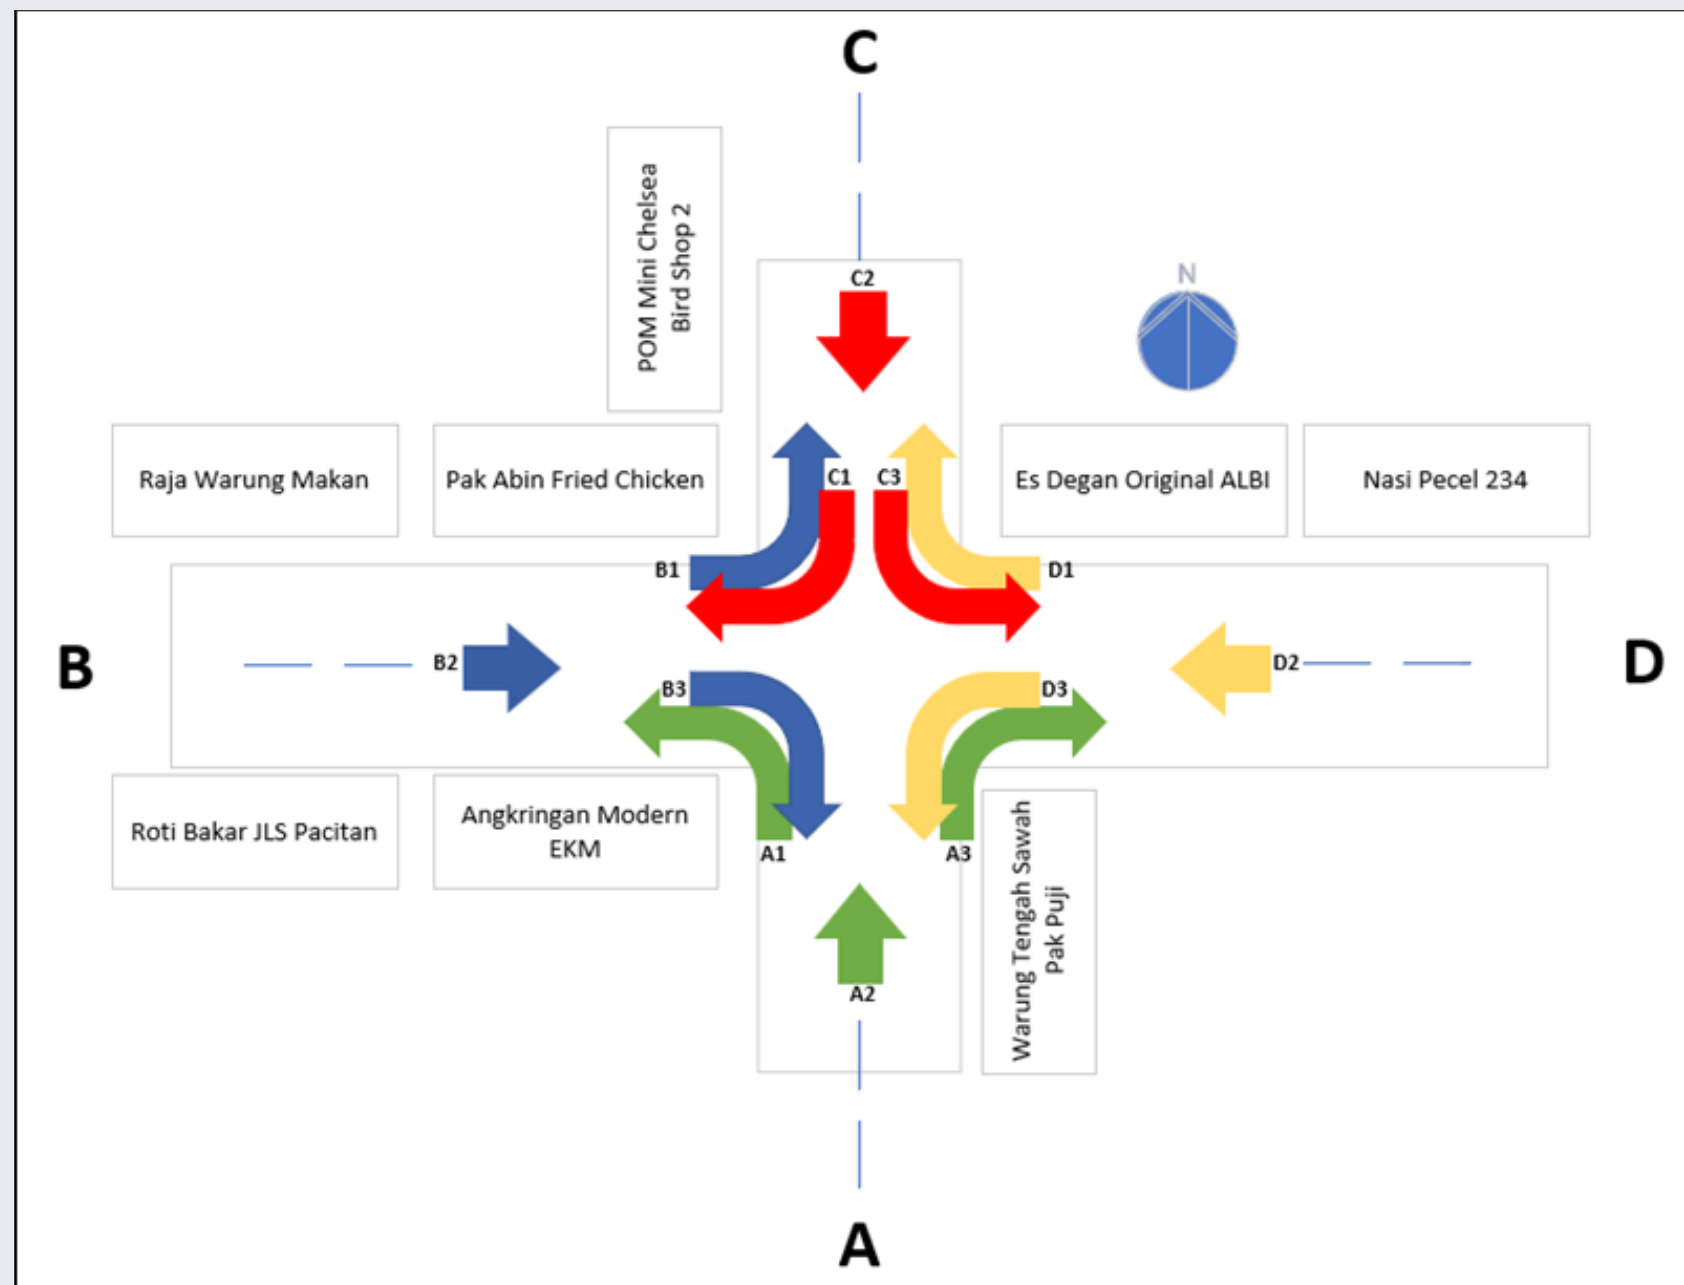 C
POM Mini Chelsea
Bird Shop 2
C2
N
Raja Warung Makan
Pak Abin Fried Chicken
C1
C3
Es Degan Original ALBI
Nasi Pecel 234
B1
D1
B
B2
D2
D
B3
D3
Roti Bakar JLS Pacitan
Angkringan Modern
EKM
A1
A3
Warung Tengah Sawah
Pak Puji
A2
A